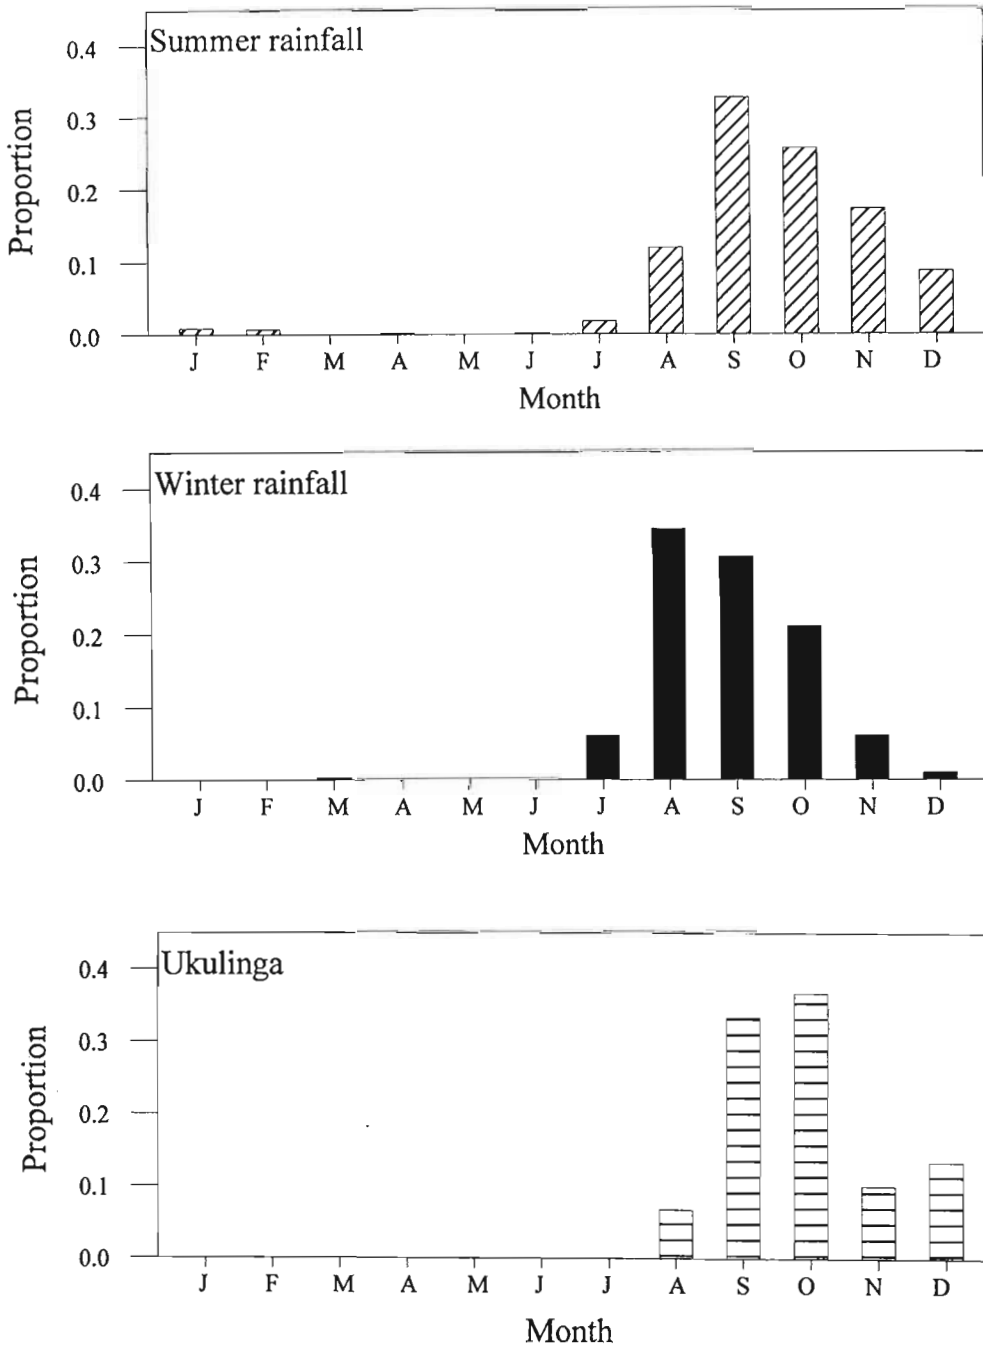 Summer rainfall
0.4
0.3
0.2
0.1
0.0
Proportion
J F M A M J J A S O N D
Month
Winter rainfall
0.4
0.3
0.2
0.1
0.0
Proportion
J F M A M J J A S O N D
Month
Ukulinga
0.4
0.3
0.2
0.1
0.0
Proportion
J F M A M J J A S O N D
Month